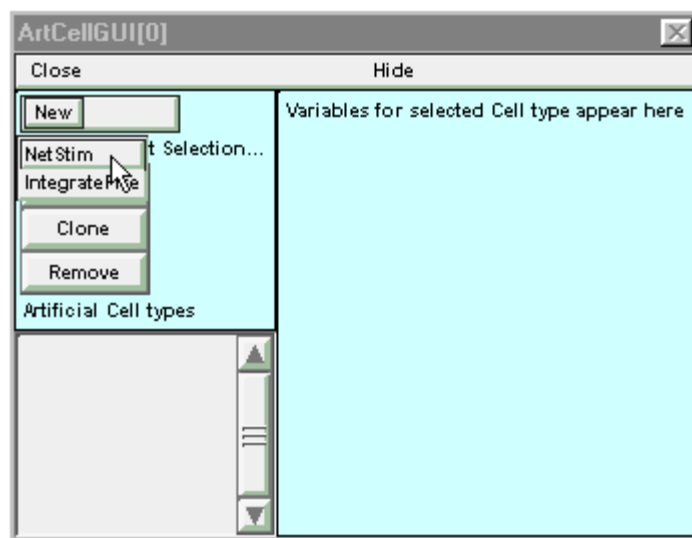 ArtCellGUI[0]
Close Hide
New
Variables for selected Cell type appear here
NetStim
t Selection...
Clone
Remove
Artificial Cell types